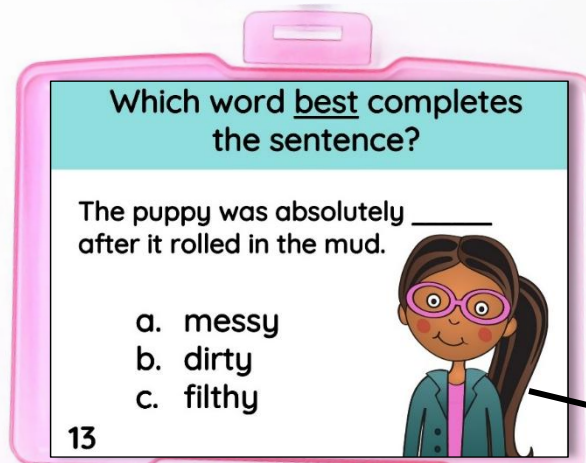 Which word best completes
the sentence?
The puppy was absolutely ______
after it rolled in the mud.
a. messy
b. dirty
c. filthy
13